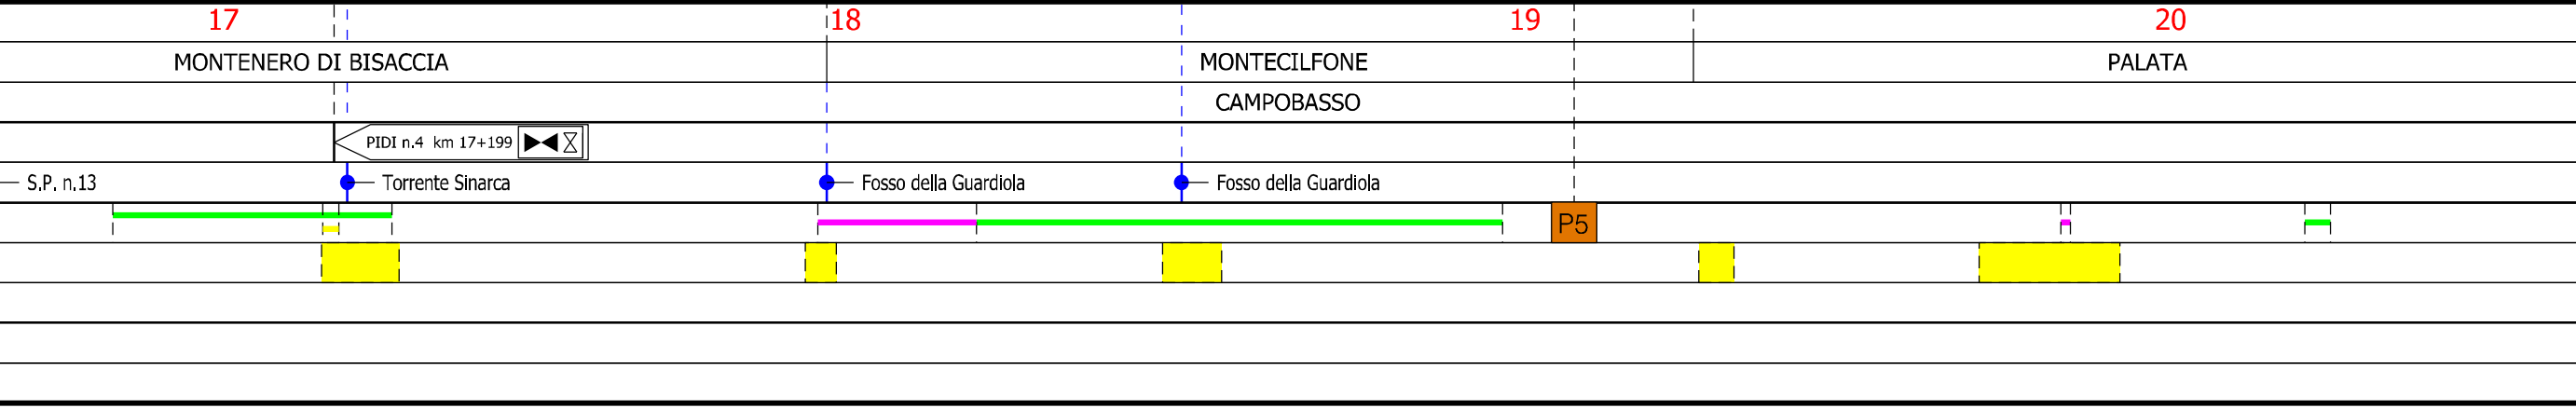 17 18 19 20
MONTENERO DI BISACCIA MONTECILFONE PALATA
CAMPOBASSO
PIDI n.4 km 17+199
S.P. n.13 Torrente Sinarca Fosso della Guardiola Fosso della Guardiola
P5